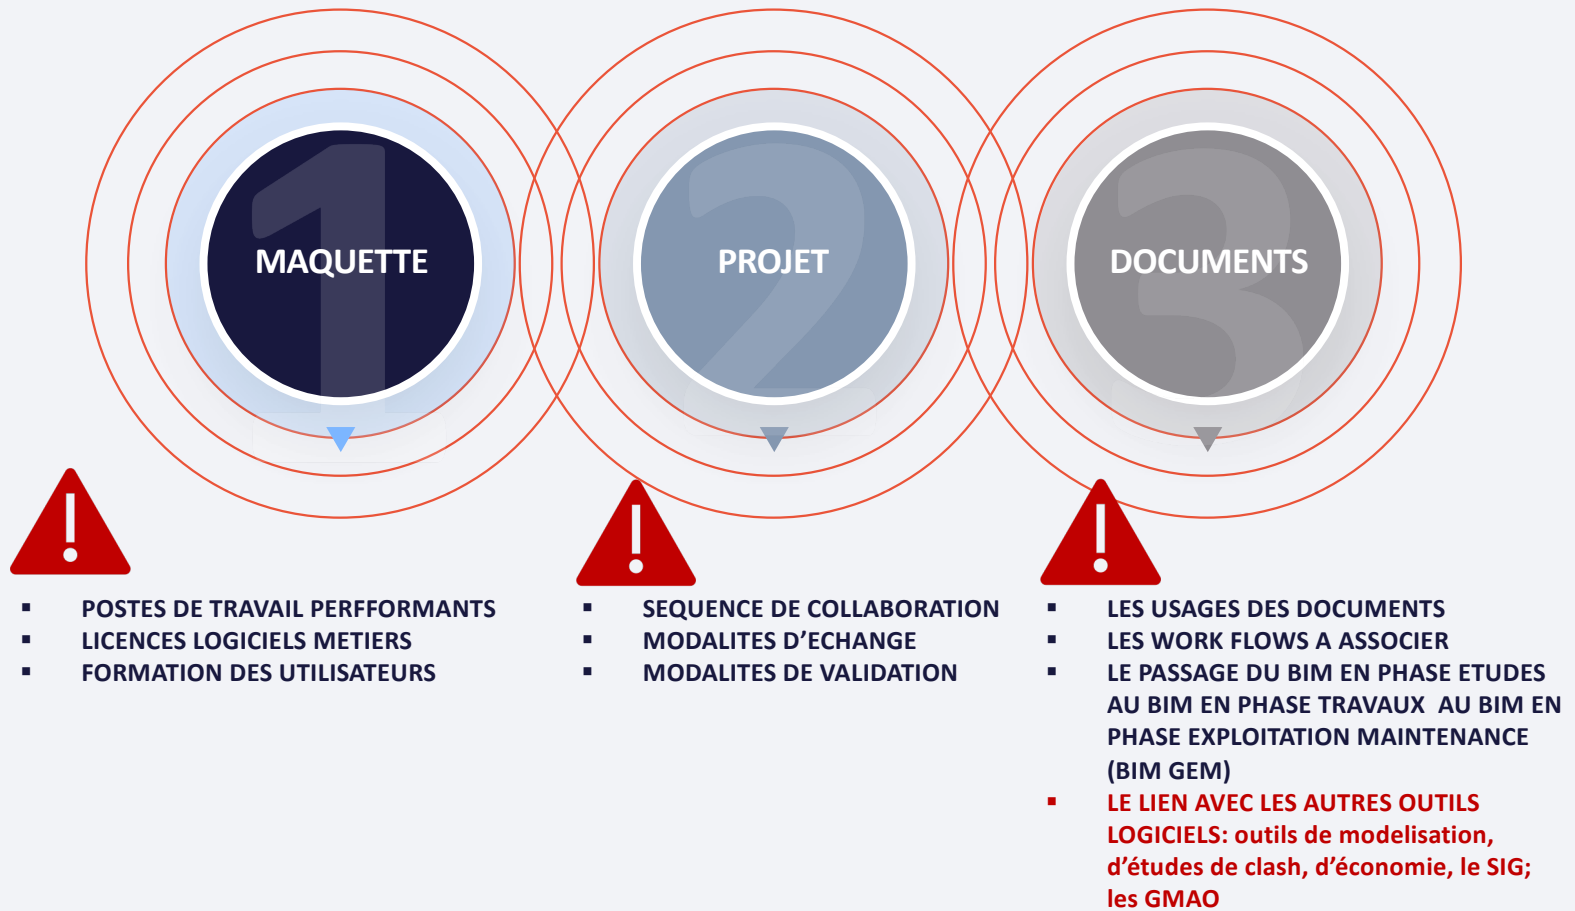 1
MAQUETTE
2
PROJET
3
DOCUMENTS
▪ POSTES DE TRAVAIL PERFFORMANTS
▪ LICENCES LOGICIELS METIERS
▪ FORMATION DES UTILISATEURS
▪ SEQUENCE DE COLLABORATION
▪ MODALITES D’ECHANGE
▪ MODALITES DE VALIDATION
▪ LES USAGES DES DOCUMENTS
▪ LES WORK FLOWS A ASSOCIER
▪ LE PASSAGE DU BIM EN PHASE ETUDES
AU BIM EN PHASE TRAVAUX AU BIM EN
PHASE EXPLOITATION MAINTENANCE
(BIM GEM)
▪ LE LIEN AVEC LES AUTRES OUTILS
LOGICIELS: outils de modelisation,
d’études de clash, d’économie, le SIG;
les GMAO